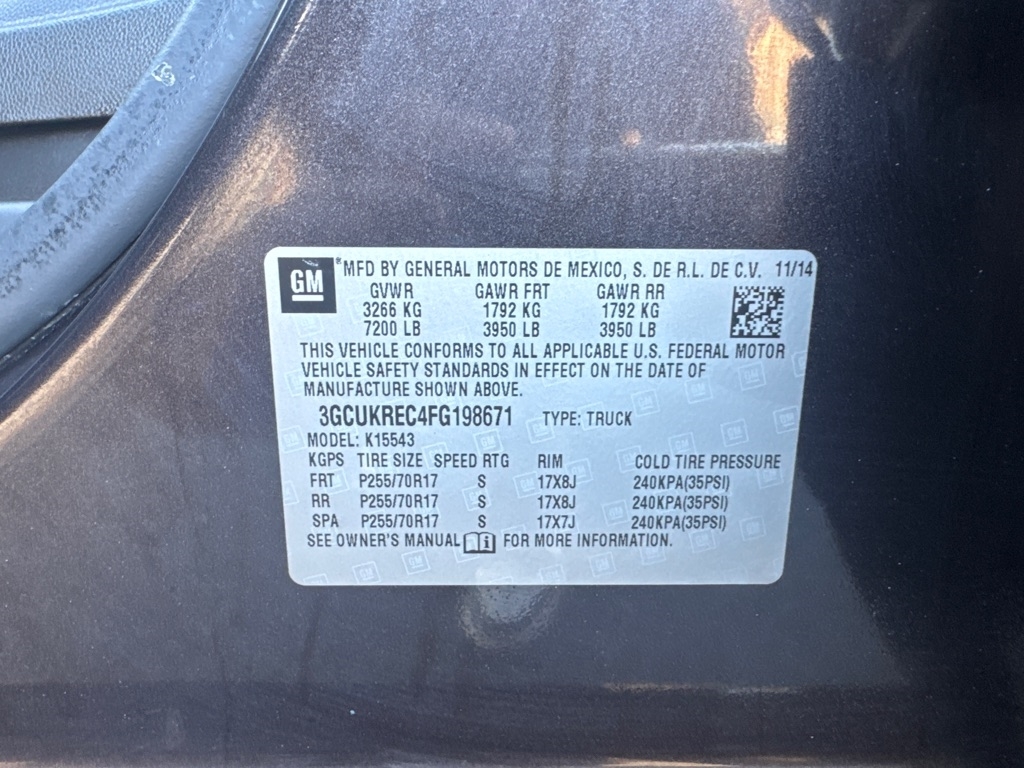 GM ® MFD BY GENERAL MOTORS DE MEXICO, S. DE R.L. DE C.V. 11/14
GVWR GAWR FRT GAWR RR
3266 KG 1792 KG 1792 KG
7200 LB 3950 LB 3950 LB
THIS VEHICLE CONFORMS TO ALL APPLICABLE U.S. FEDERAL MOTOR
VEHICLE SAFETY STANDARDS IN EFFECT ON THE DATE OF
MANUFACTURE SHOWN ABOVE.
3GCUKREC4FG198671 TYPE: TRUCK
MODEL: K15543
KGPS TIRE SIZE SPEED RTG RIM COLD TIRE PRESSURE
FRT P255/70R17 S 17X8J 240KPA(35PSI)
RR P255/70R17 S 17X8J 240KPA(35PSI)
SPA P255/70R17 S 17X7J 240KPA(35PSI)
SEE OWNER'S MANUAL i FOR MORE INFORMATION.